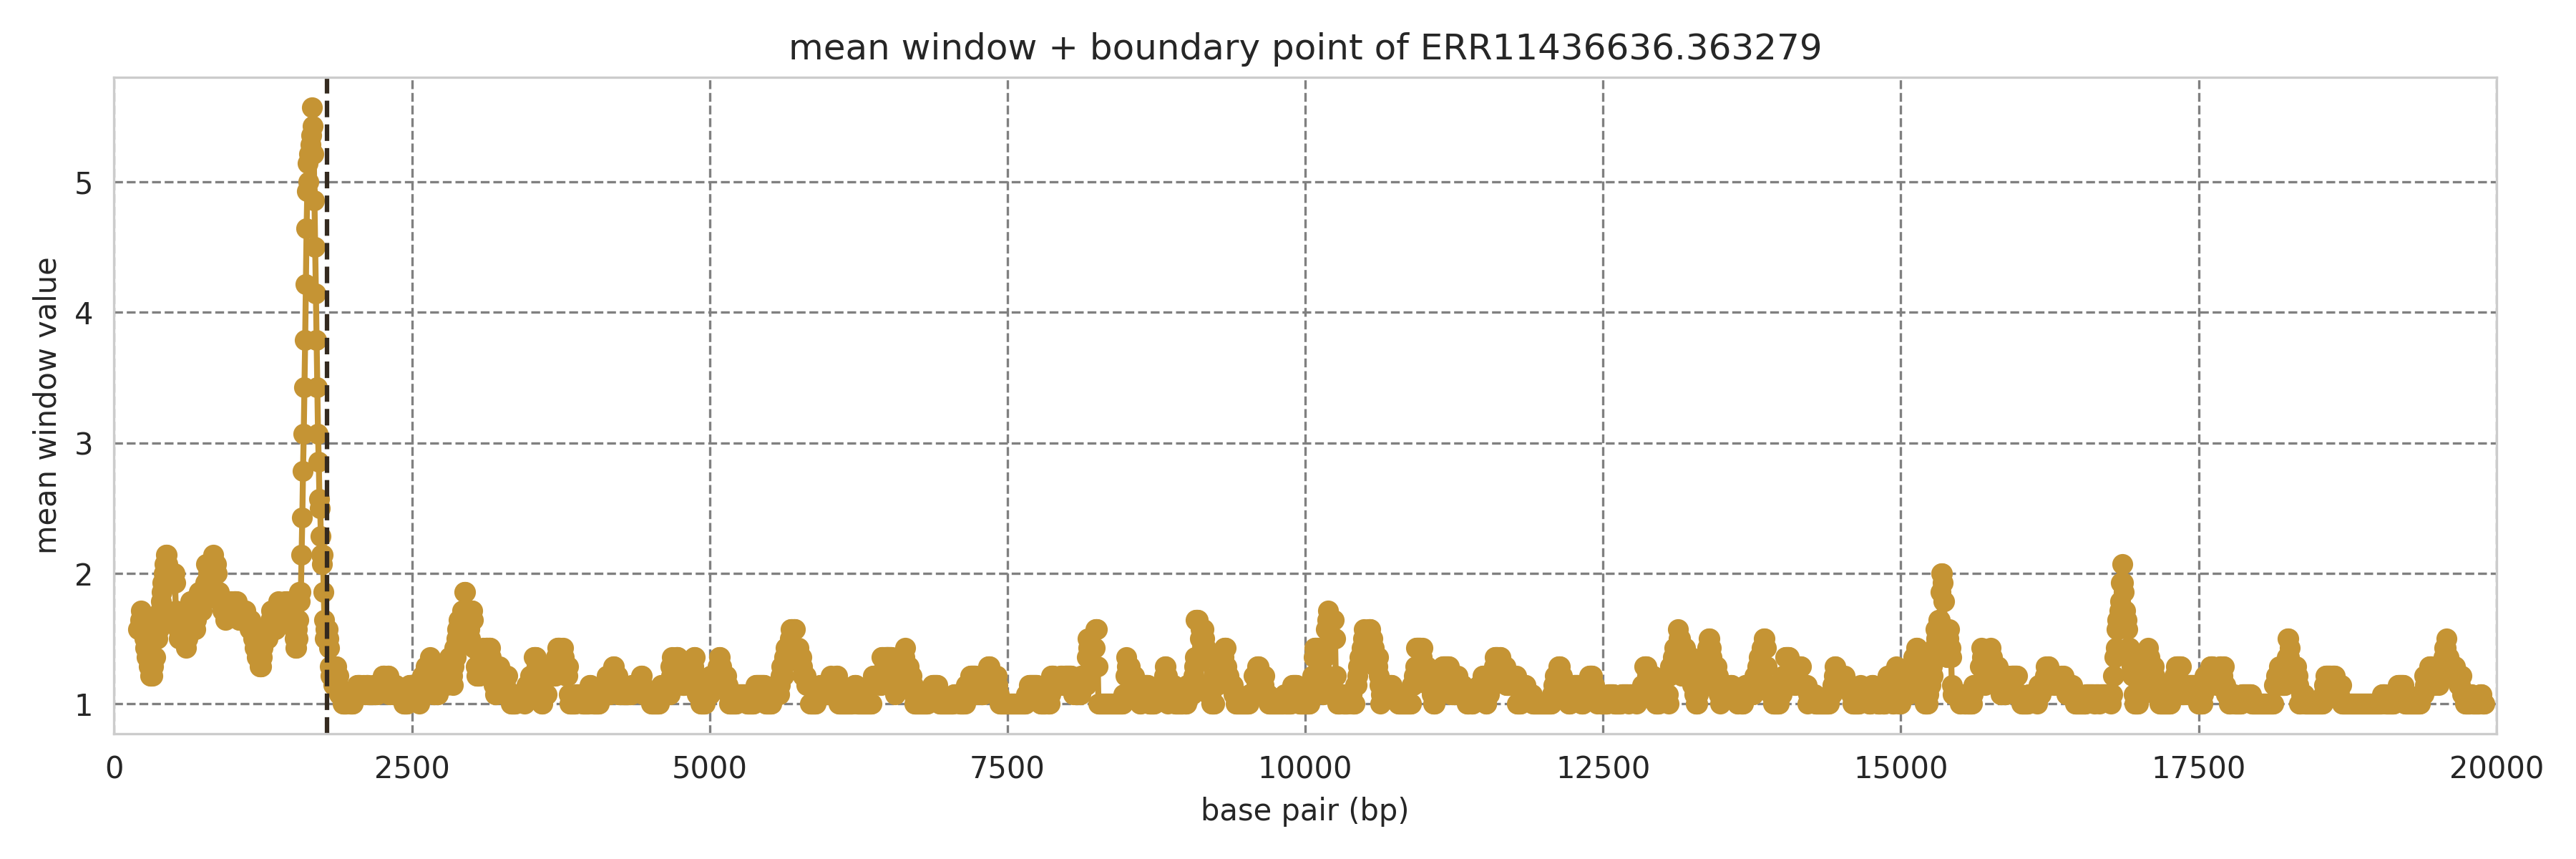 mean window + boundary point of ERR11436636.363279
mean window value
5
4
3
2
1
0 2500 5000 7500 10000 12500 15000 17500 20000
base pair (bp)